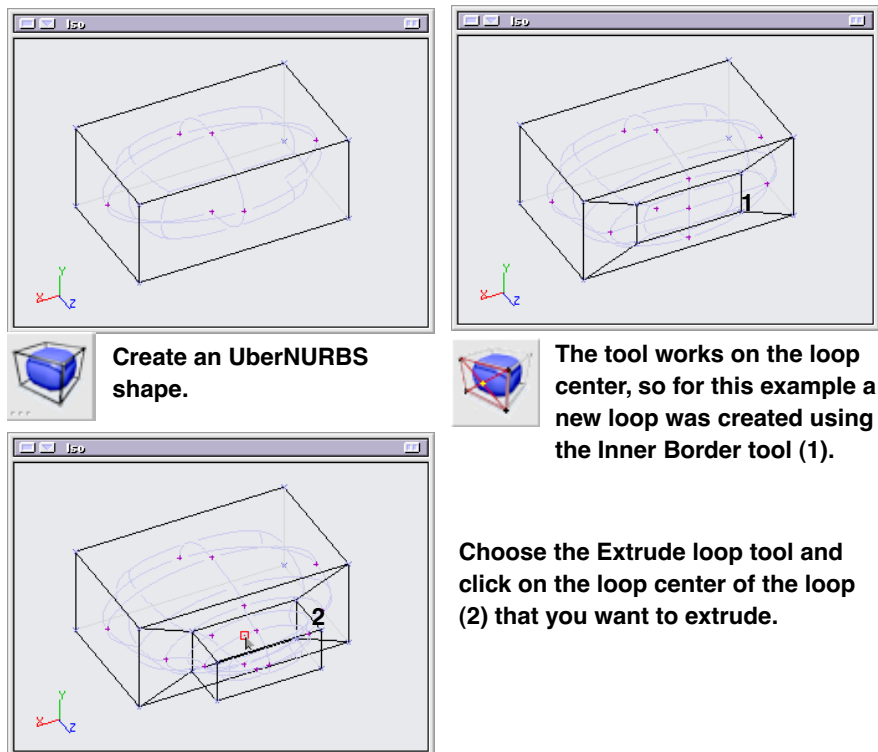 Iso
Iso
1
Y
X
Z
Y
X
Z
Create an UberNURBS
shape.
The tool works on the loop
center, so for this example a
new loop was created using
the Inner Border tool (1).
Iso
2
Y
X
Z
Choose the Extrude loop tool and
click on the loop center of the loop
(2) that you want to extrude.